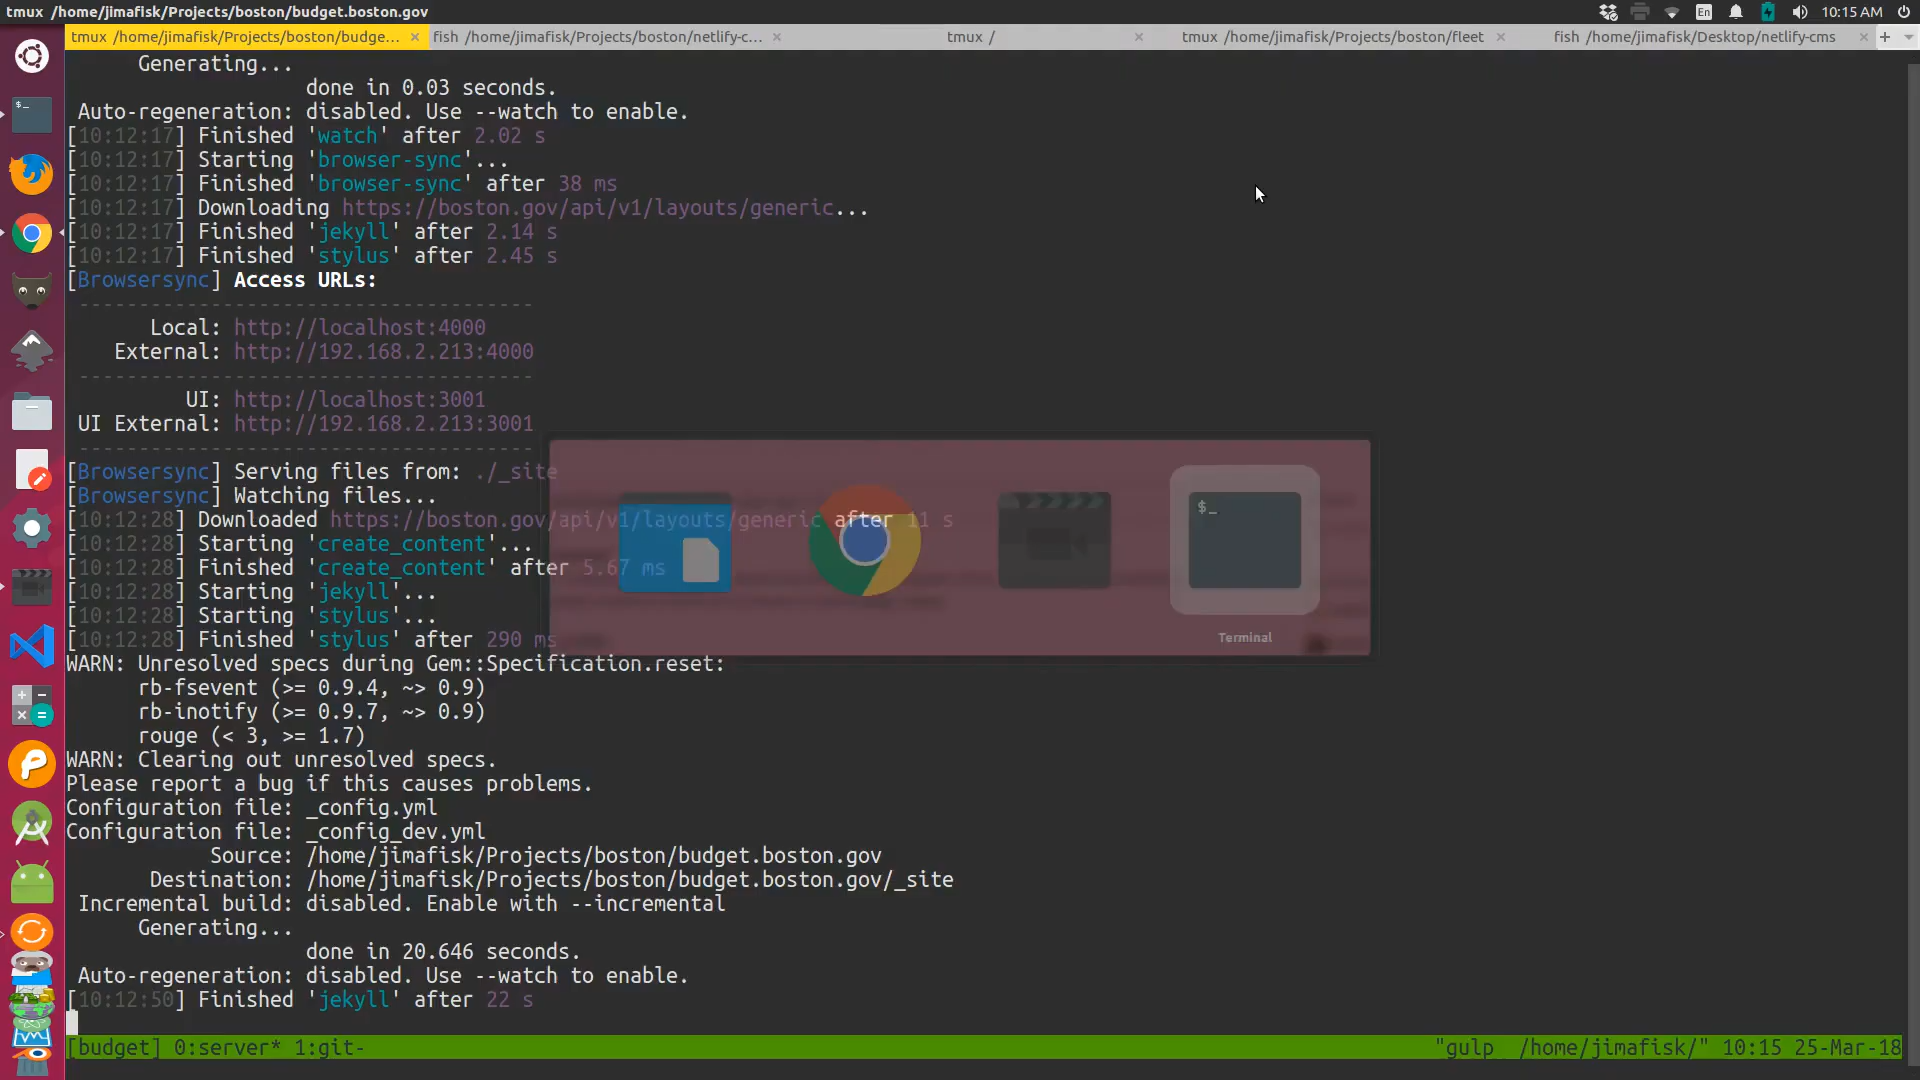 tmux /home/jimafisk/Projects/boston/budget.boston.gov
En
10:15 AM
tmux /home/jimafisk/Projects/boston/budge... ×
fish /home/jimafisk/Projects/boston/netlify-c... ×
tmux / ×
tmux /home/jimafisk/Projects/boston/fleet ×
fish /home/jimafisk/Desktop/netlify-cms × +
Generating...
done in 0.03 seconds.
Auto-regeneration: disabled. Use --watch to enable.
[10:12:17] Finished 'watch' after 2.02 s
[10:12:17] Starting 'browser-sync'...
[10:12:17] Finished 'browser-sync' after 38 ms
[10:12:17] Downloading https://boston.gov/api/v1/layouts/generic...
[10:12:17] Finished 'jekyll' after 2.14 s
[10:12:17] Finished 'stylus' after 2.45 s
[Browsersync] Access URLs:
--------------------------------------
Local: http://localhost:4000
External: http://192.168.2.213:4000
--------------------------------------
UI: http://localhost:3001
UI External: http://192.168.2.213:3001
--------------------------------------
[Browsersync] Serving files from: ./_site
[Browsersync] Watching files...
[10:12:28] Downloaded https://boston.gov/api/v1/layouts/generic after 11 s
[10:12:28] Starting 'create_content'...
[10:12:28] Finished 'create_content' after 5.67 ms
[10:12:28] Starting 'jekyll'...
[10:12:28] Starting 'stylus'...
[10:12:28] Finished 'stylus' after 290 ms
$_
Terminal
WARN: Unresolved specs during Gem::Specification.reset:
rb-fsevent (>= 0.9.4, ~> 0.9)
rb-inotify (>= 0.9.7, ~> 0.9)
rouge (< 3, >= 1.7)
WARN: Clearing out unresolved specs.
Please report a bug if this causes problems.
Configuration file: _config.yml
Configuration file: _config_dev.yml
Source: /home/jimafisk/Projects/boston/budget.boston.gov
Destination: /home/jimafisk/Projects/boston/budget.boston.gov/_site
Incremental build: disabled. Enable with --incremental
Generating...
done in 20.646 seconds.
Auto-regeneration: disabled. Use --watch to enable.
[10:12:50] Finished 'jekyll' after 22 s
[budget] 0:server* 1:git-
"gulp  /home/jimafisk/" 10:15 25-Mar-18